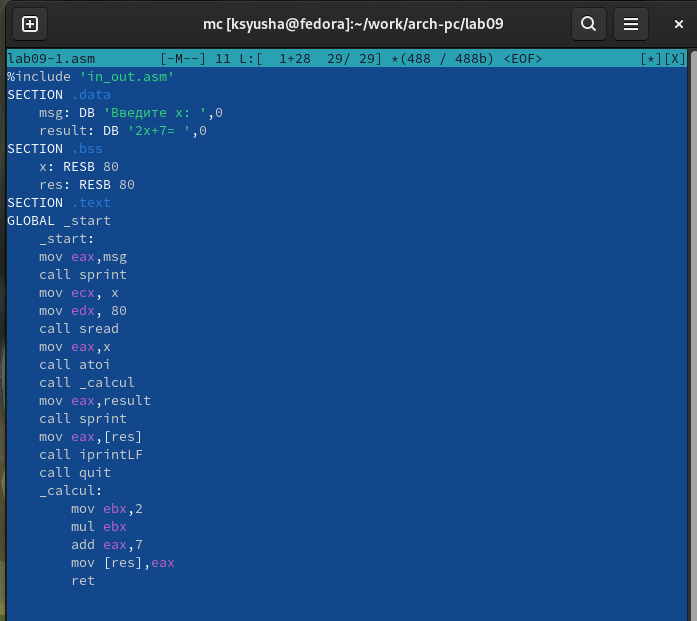 mc [ksyusha@fedora]:~/work/arch-pc/lab09
lab09-1.asm [-M--] 11 L:[ 1+28 29/ 29] *(488 / 488b) <EOF> [*][X]
%include 'in_out.asm'
SECTION .data
msg: DB 'Введите x: ',0
result: DB '2x+7= ',0
SECTION .bss
x: RESB 80
res: RESB 80
SECTION .text
GLOBAL _start
_start:
mov eax,msg
call sprint
mov ecx, x
mov edx, 80
call sread
mov eax,x
call atoi
call _calcul
mov eax,result
call sprint
mov eax,[res]
call iprintLF
call quit
_calcul:
mov ebx,2
mul ebx
add eax,7
mov [res],eax
ret